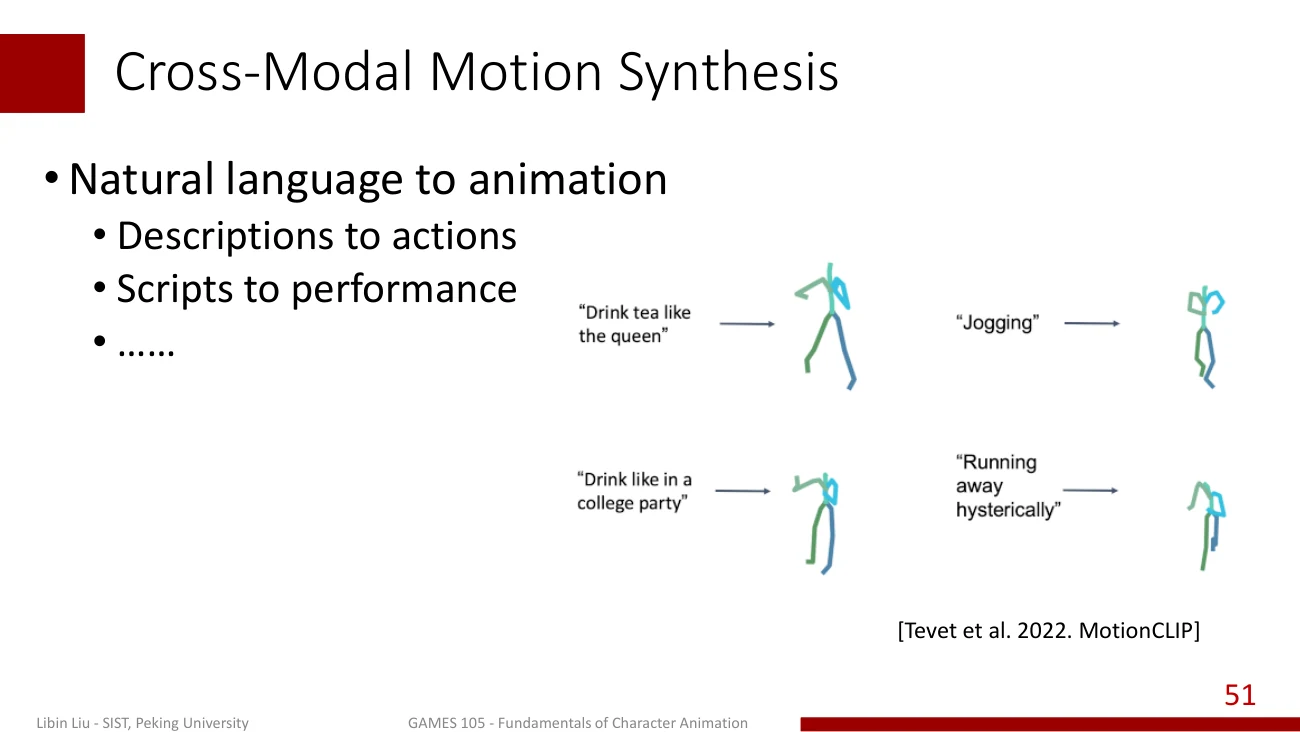 Cross-Modal Motion Synthesis
• Natural language to animation
• Descriptions to actions
• Scripts to performance
• ……
“Drink tea like
the queen”
“Jogging”
“Drink like in a
college party”
“Running
away
hysterically”
[Tevet et al. 2022. MotionCLIP]
51
Libin Liu - SIST, Peking University
GAMES 105 - Fundamentals of Character Animation